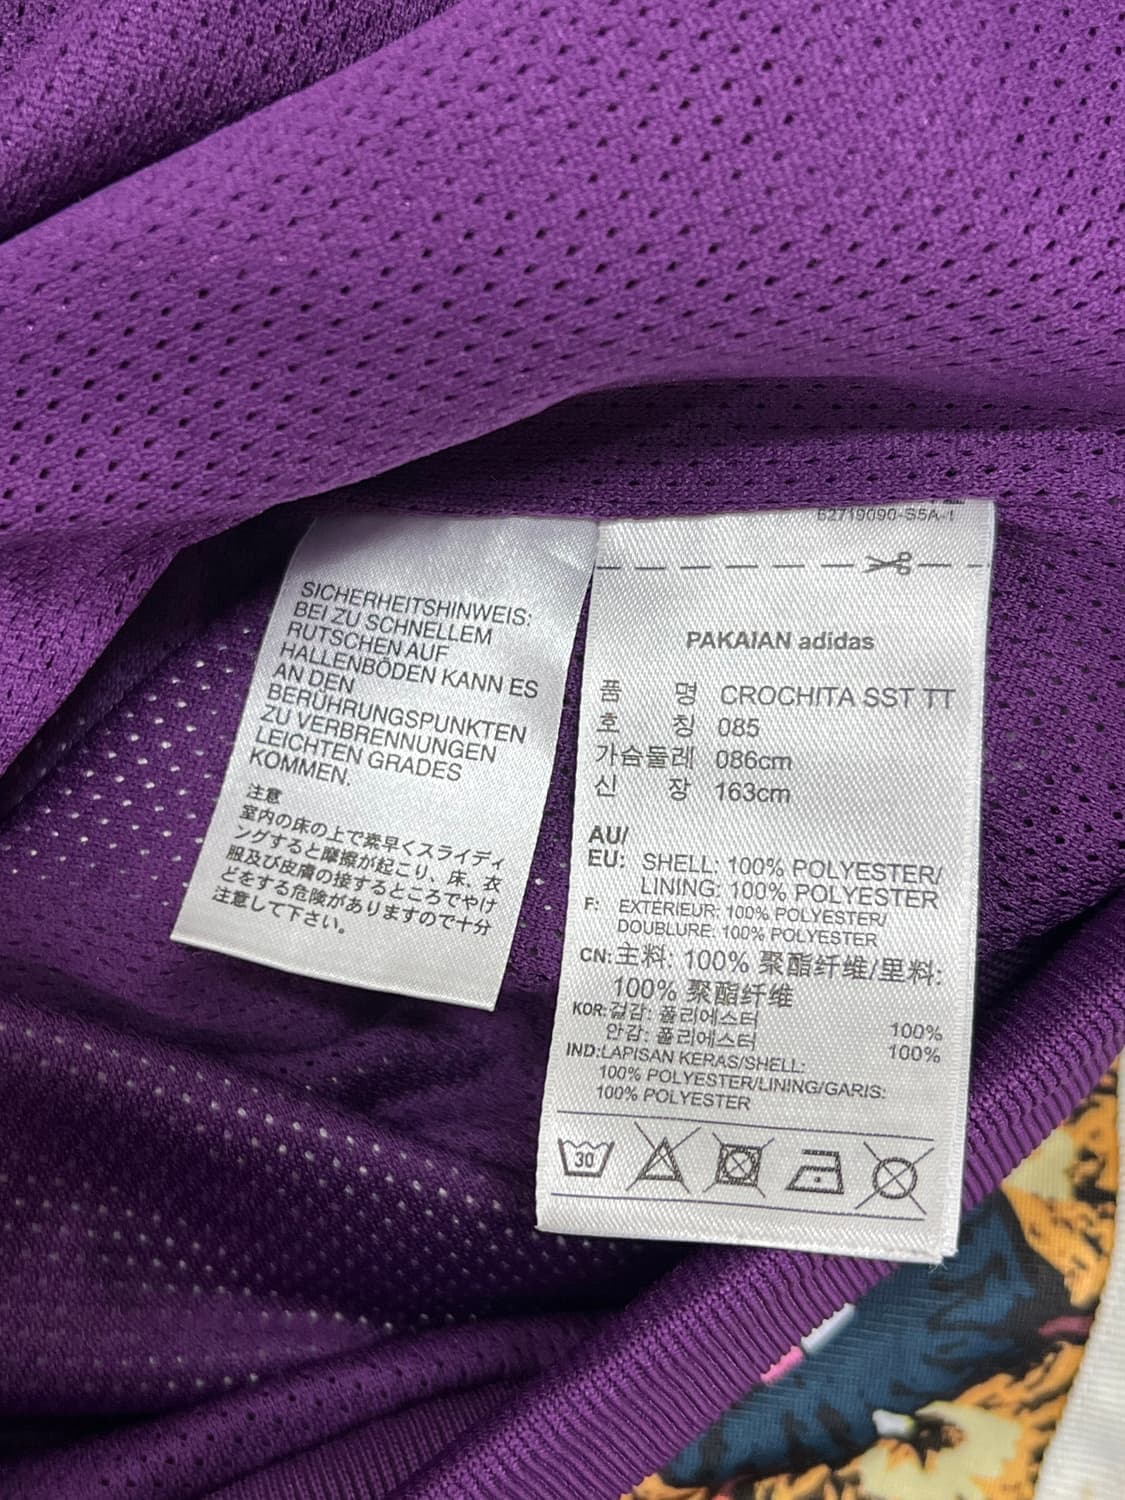 SICHERHEITSHINWEIS:
BEI ZU SCHNELLEM
RUTSCHEN AUF
HALLENBÖDEN KANN ES
AN DEN
BERÜHRUNGSPUNKTEN
ZU VERBRENNUNGEN
LEICHTEN GRADES
KOMMEN.
注意
室内の床の上で素早くスライディ
ングすると摩擦が起こり、床、衣
服及び皮膚の接するところでやけ
どをする危険がありますので十分
注意して下さい。
62719090-S5A-1
PAKAIAN adidas
품 명 CROCHITA SST TT
호 칭 085
가슴둘레 086cm
신 장 163cm
AU/
EU: SHELL: 100% POLYESTER/
LINING: 100% POLYESTER
F: EXTÉRIEUR: 100% POLYESTER/
DOUBLURE: 100% POLYESTER
CN: 主料: 100% 聚酯纤维/里料:
100% 聚酯纤维
KOR: 겉감: 폴리에스터 100%
안감: 폴리에스터 100%
IND: LAPISAN KERAS/SHELL:
100% POLYESTER/LINING/GARIS:
100% POLYESTER
30